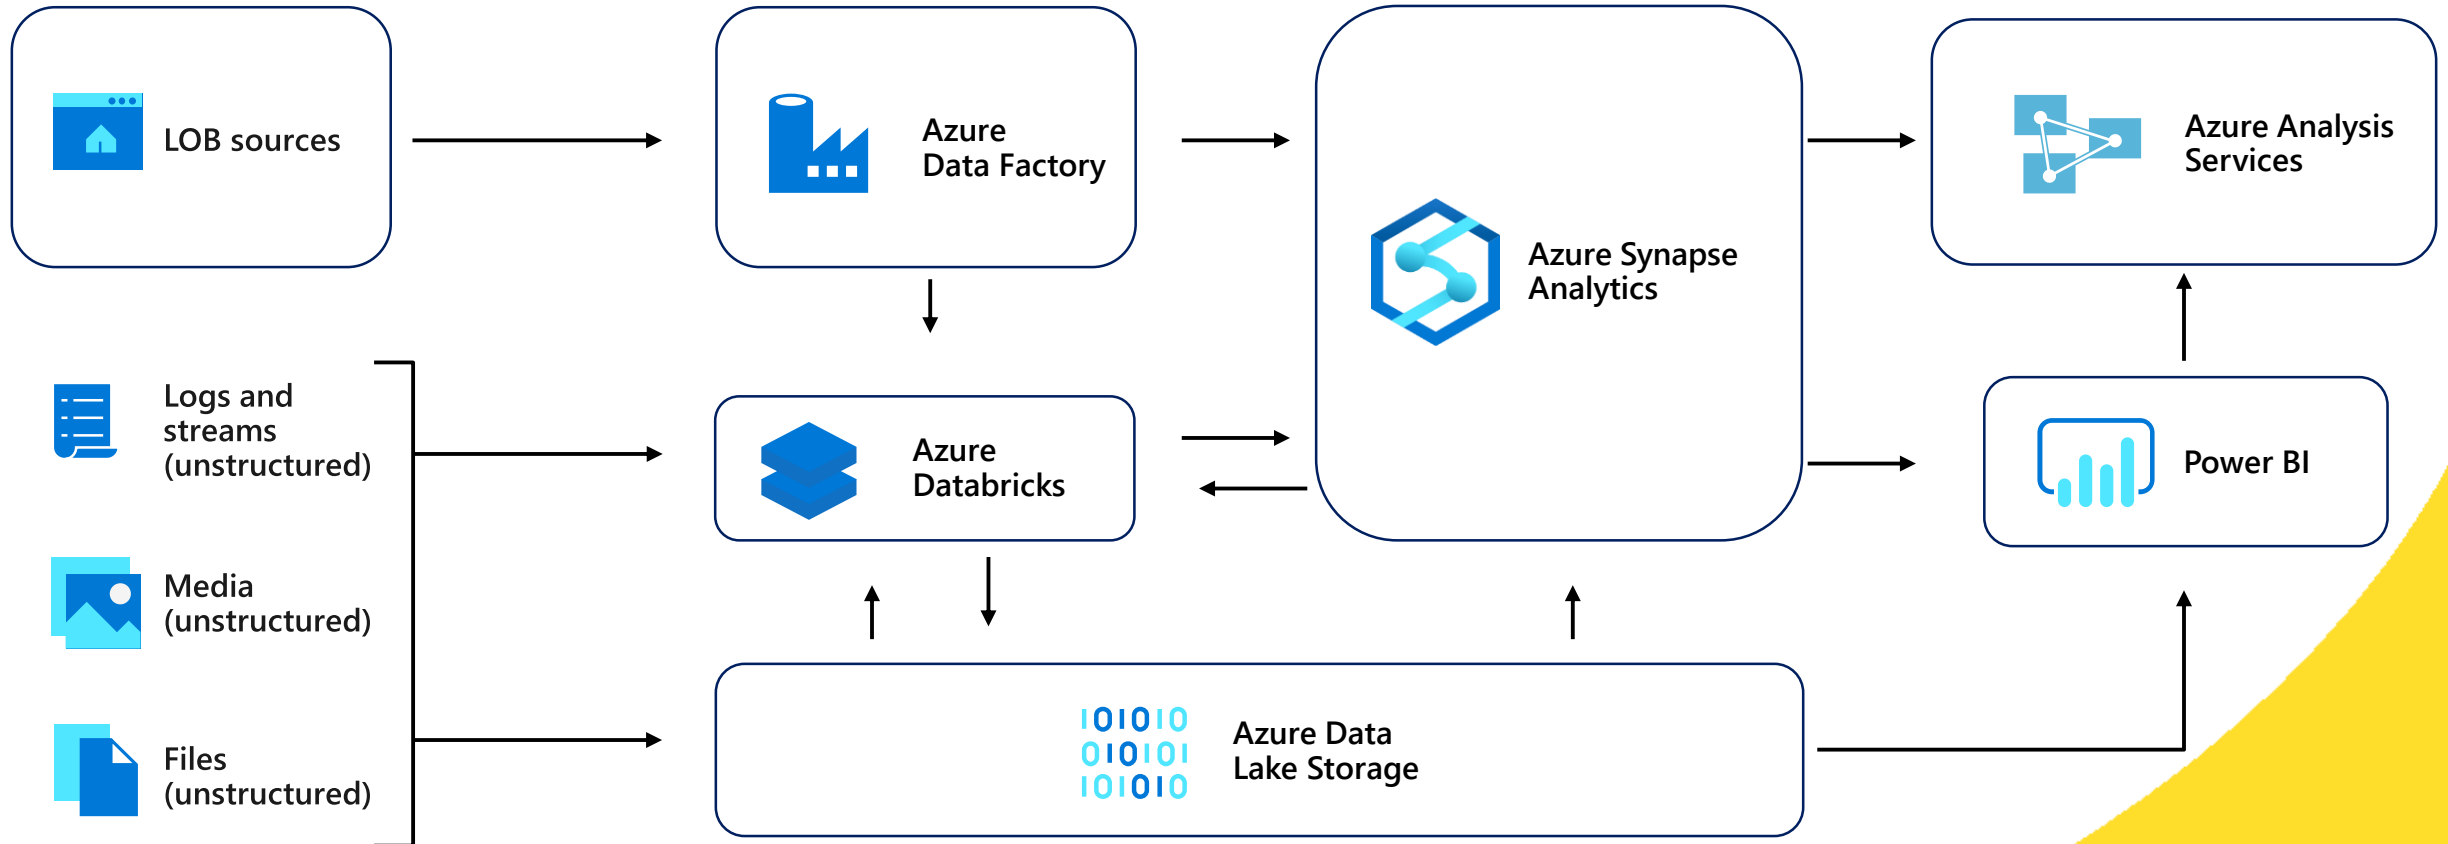 LOB sources
Azure
Data Factory
Azure Synapse
Analytics
Azure Analysis
Services
Logs and
streams
(unstructured)
Azure
Databricks
Power BI
Media
(unstructured)
Files
(unstructured)
Azure Data
Lake Storage